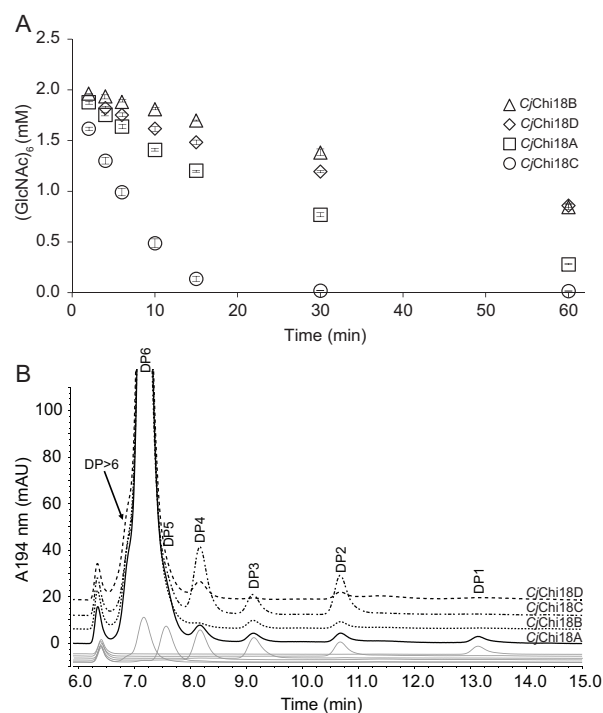 A
2.5
2.0
1.5
1.0
0.5
0.0
(GlcNAc)6 (mM)
CjChi18B
CjChi18D
CjChi18A
CjChi18C
0 10 20 30 40 50 60
Time (min)
B
DP6
100
80
60
40
20
0
A194 nm (mAU)
DP>6
DP5
DP4
DP3
DP2
DP1
CjChi18D
CjChi18C
CjChi18B
CjChi18A
6.0 7.0 8.0 9.0 10.0 11.0 12.0 13.0 14.0 15.0
Time (min)